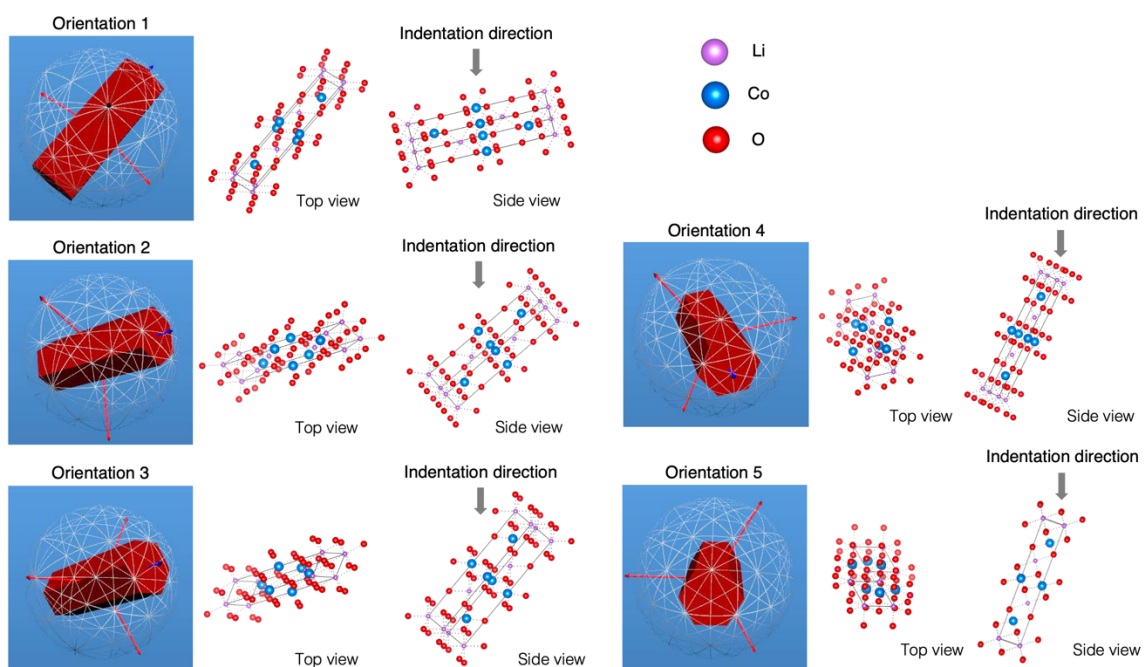 Orientation 1
Indentation direction
Top view
Side view
Li
Co
O
Orientation 2
Indentation direction
Top view
Side view
Orientation 4
Indentation direction
Top view
Side view
Orientation 3
Indentation direction
Top view
Side view
Orientation 5
Indentation direction
Top view
Side view